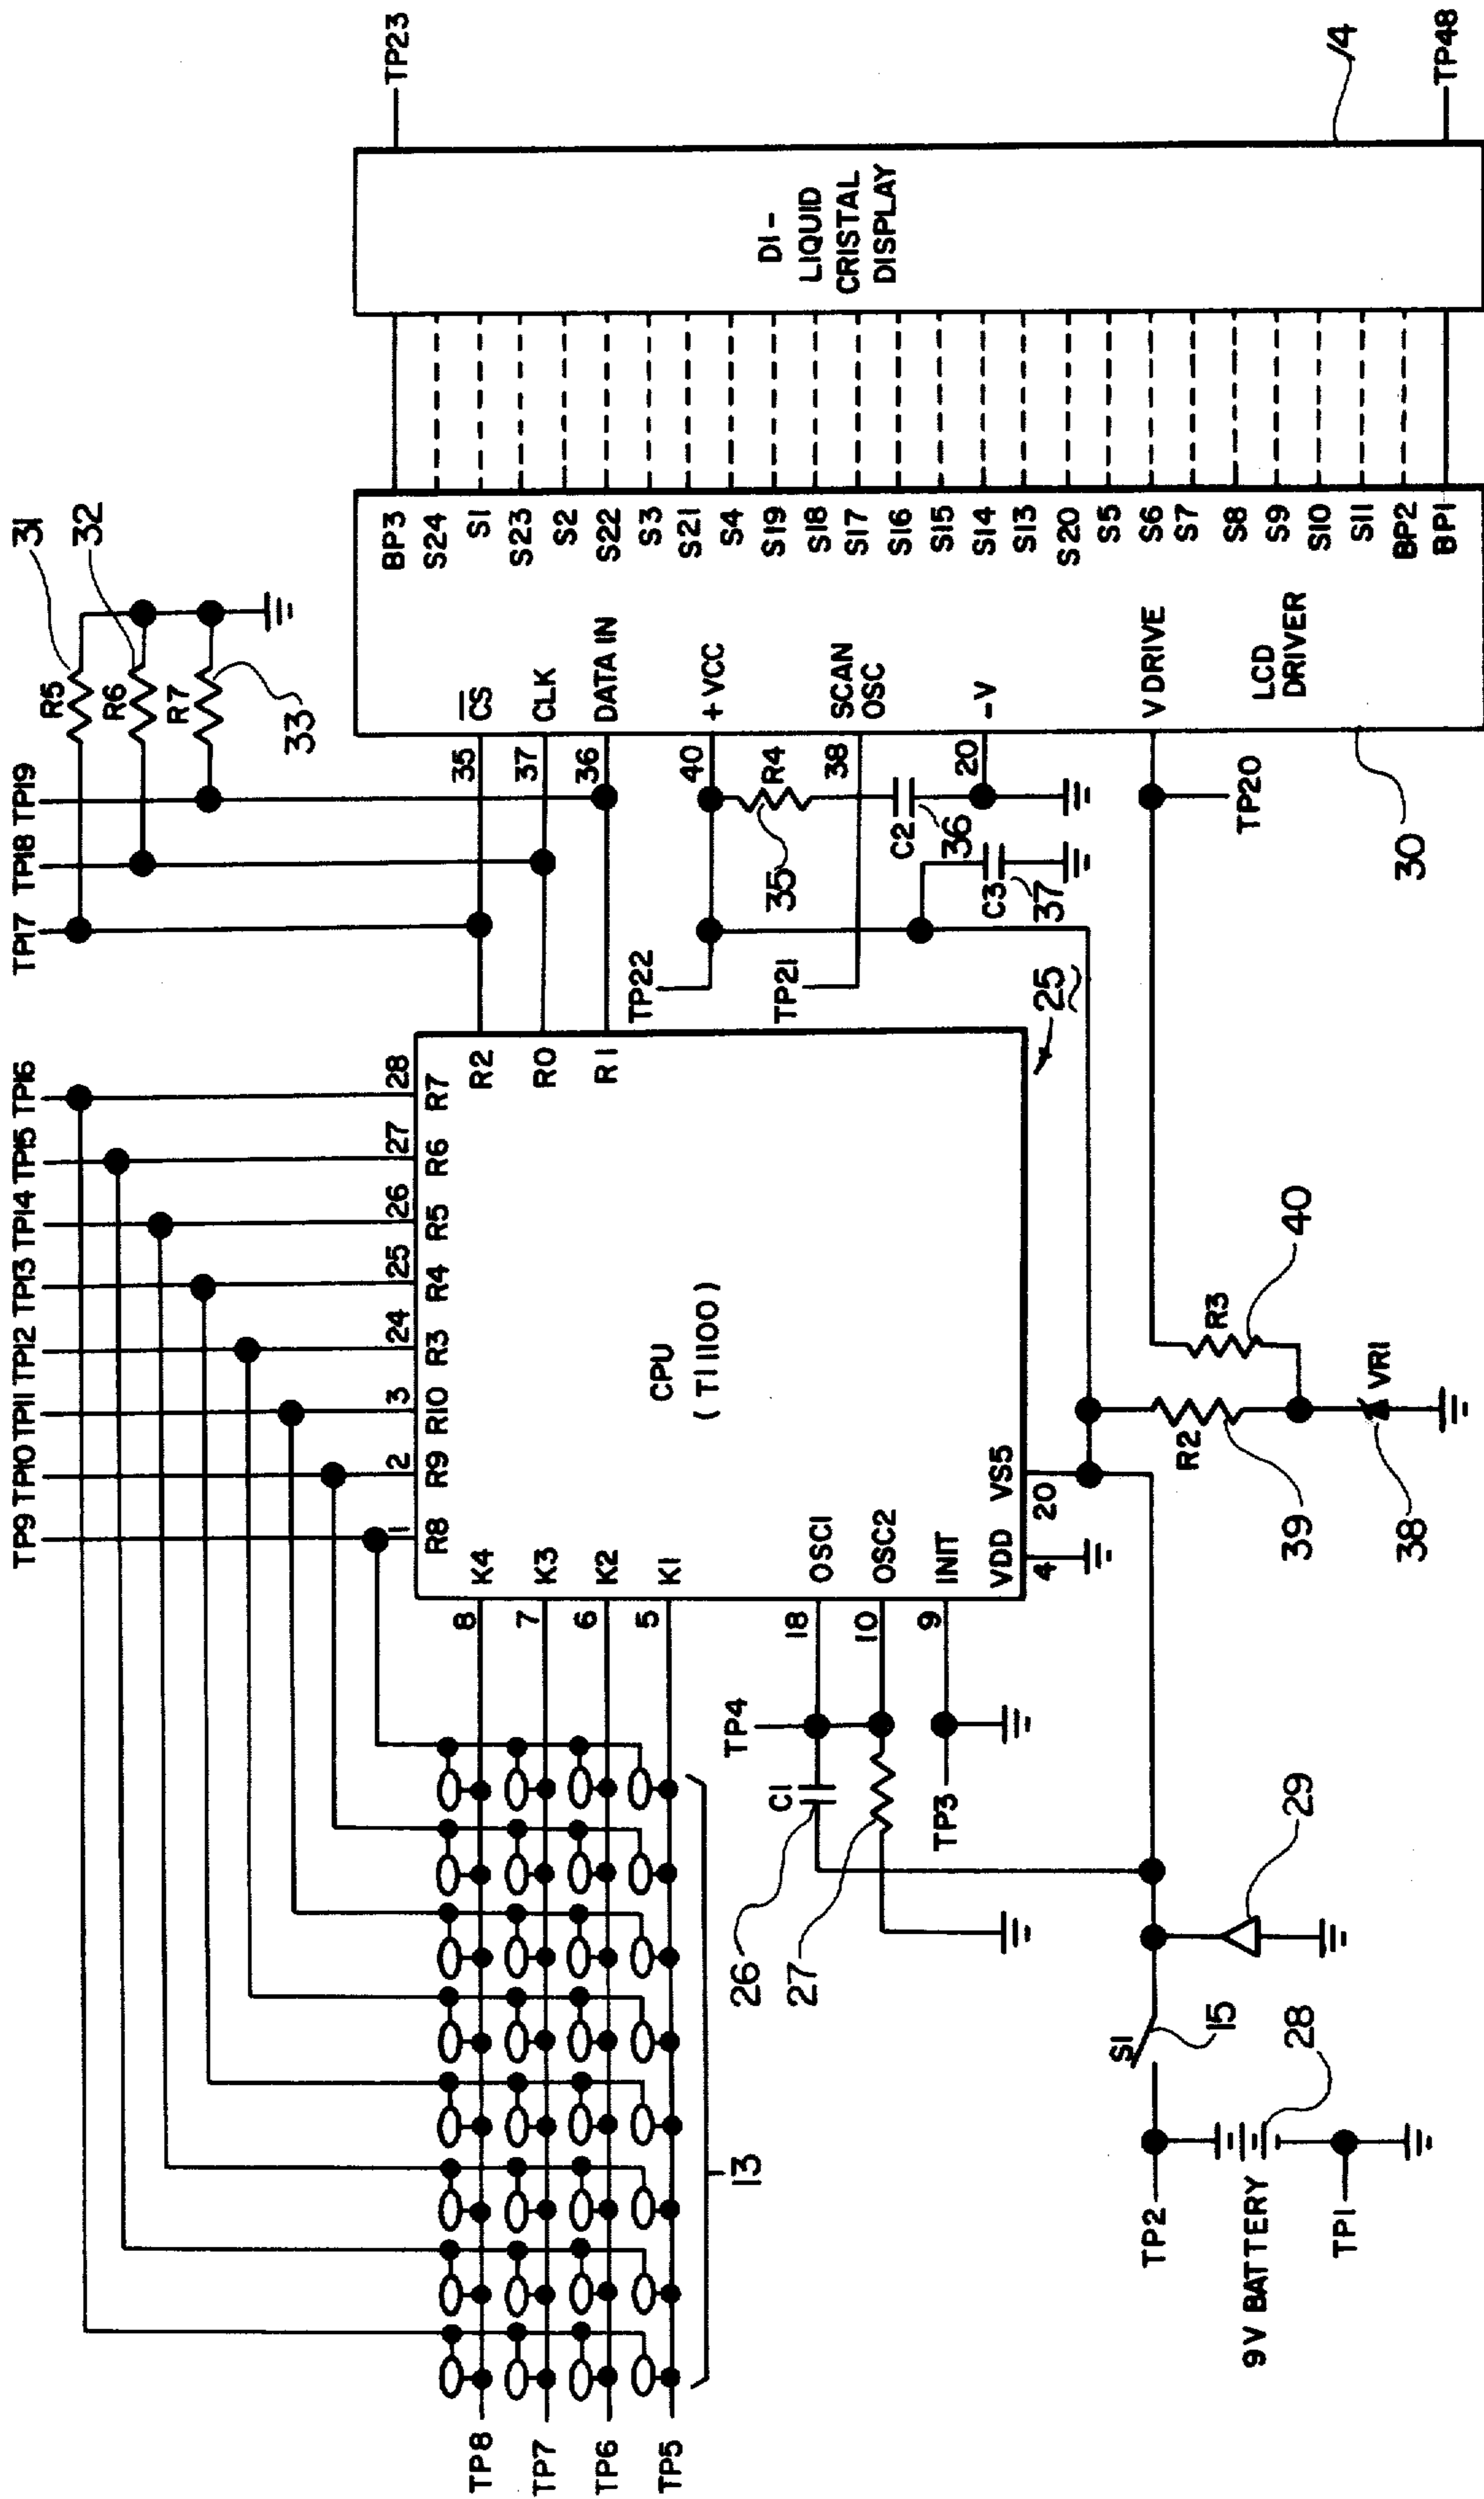 TP9 TP10 TP11 TP12 TP13 TP14 TP15 TP16
TP17 TP18 TP19
R5
R6
R7
31
32
33
1 2 3 24 25 26 27 28
R8 R9 R10 R3 R4 R5 R6 R7
TP8
TP7
TP6
TP5
13
8
7
6
5
18
10
9
K4
K3
K2
K1
OSC1
OSC2
INIT
VDD VS5
4
20
CPU
(TI1100)
R2
R0
R1
25
TP4
C1
26
27
TP3
TP22
TP21
35
37
36
40
38
20
R4
35
C2
36
C3
37
CS
CLK
DATA IN
+VCC
SCAN
OSC
-V
V DRIVE
LCD
DRIVER
30
TP20
BP3
S24
S1
S23
S2
S22
S3
S21
S4
S19
S18
S17
S16
S15
S14
S13
S20
S5
S6
S7
S8
S9
S10
S11
BP2
BP1
DI-
LIQUID
CRISTAL
DISPLAY
TP23
TP48
14
TP2
9V BATTERY
TP1
28
S1
15
29
R2
39
R3
40
VR1
38